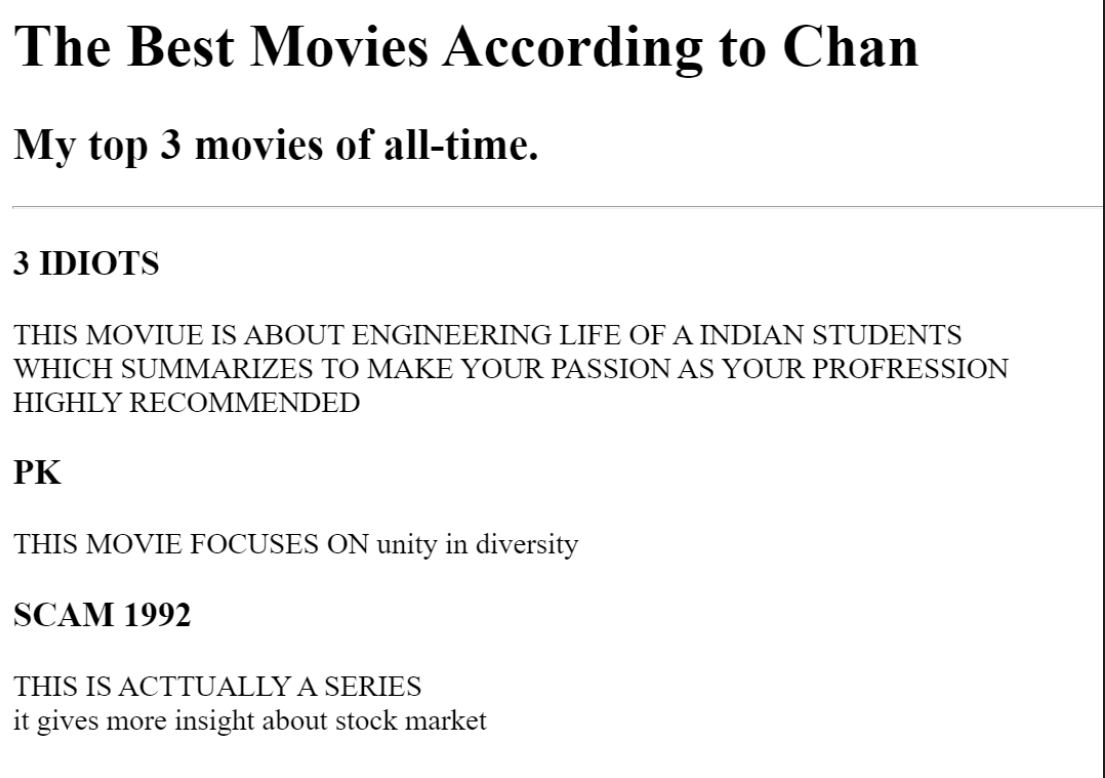 The Best Movies According to Chan
My top 3 movies of all-time.
3 IDIOTS
THIS MOVIUE IS ABOUT ENGINEERING LIFE OF A INDIAN STUDENTS
WHICH SUMMARIZES TO MAKE YOUR PASSION AS YOUR PROFRESSION
HIGHLY RECOMMENDED
PK
THIS MOVIE FOCUSES ON unity in diversity
SCAM 1992
THIS IS ACTTUALLY A SERIES
it gives more insight about stock market